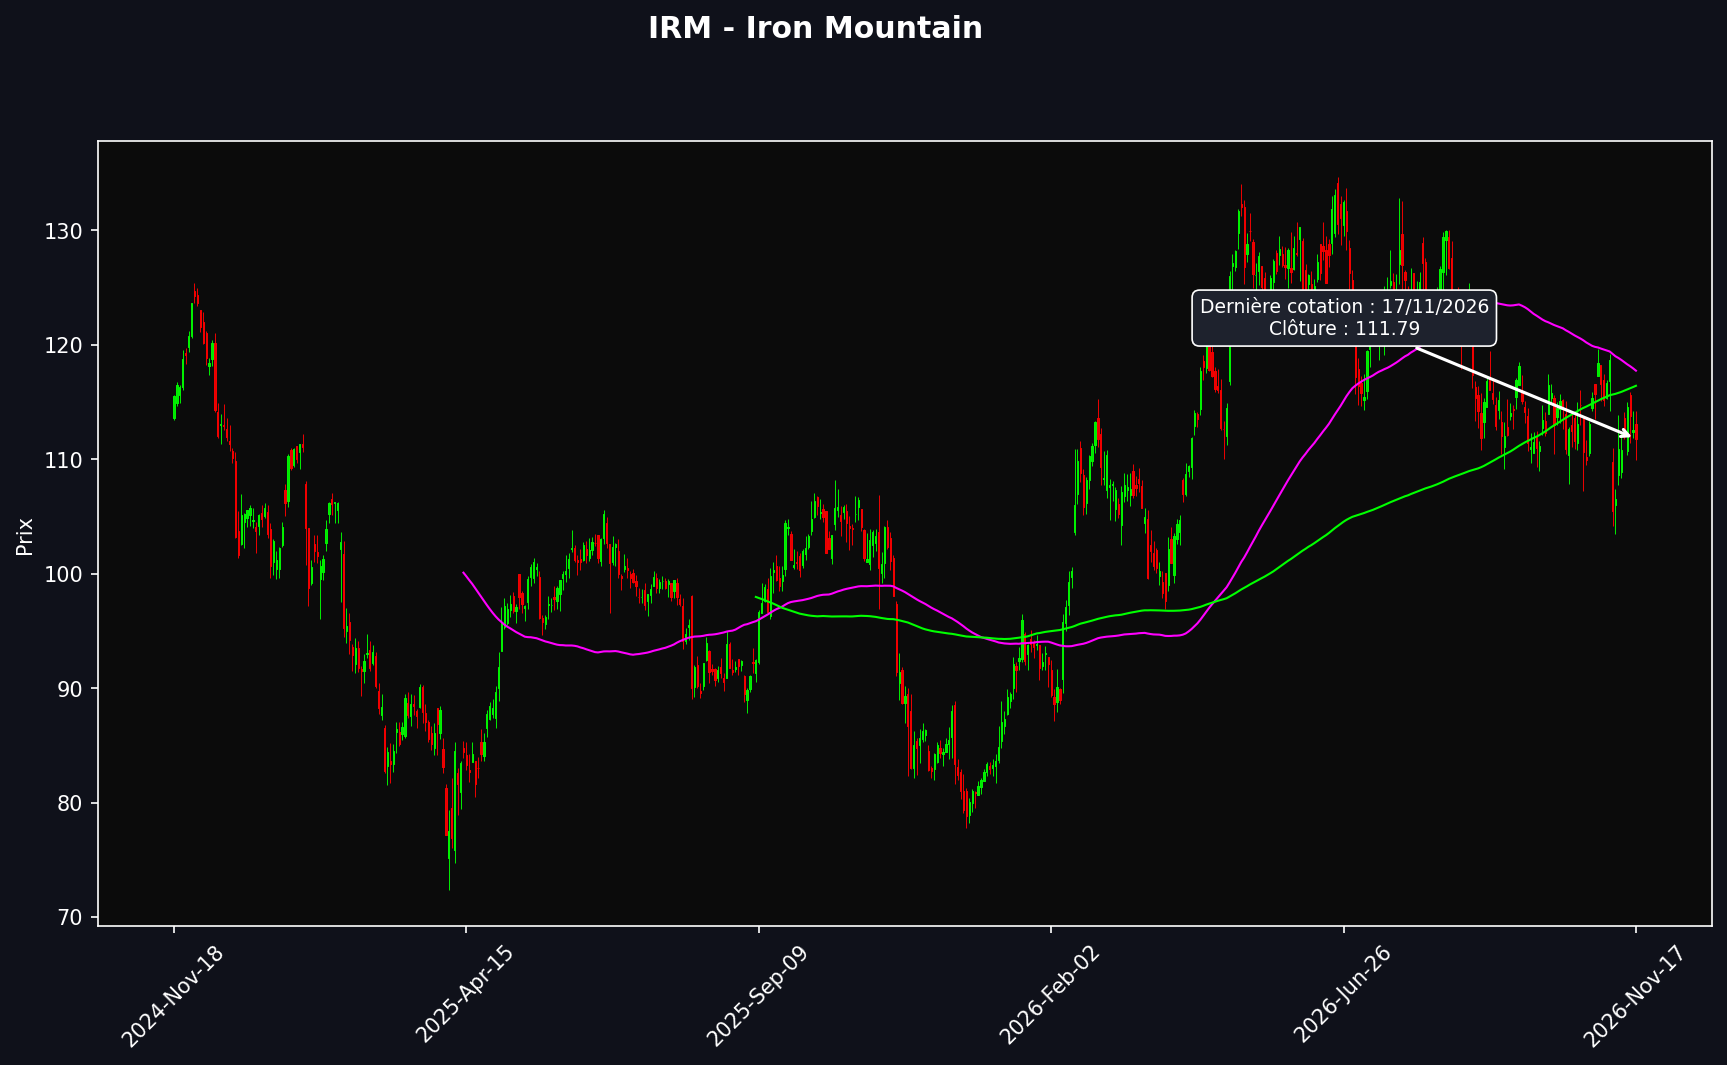 IRM - Iron Mountain
Prix
130
120
110
100
90
80
70
Dernière cotation : 17/11/2026
Clôture : 111.79
2024-Nov-18
2025-Apr-15
2025-Sep-09
2026-Feb-02
2026-Jun-26
2026-Nov-17